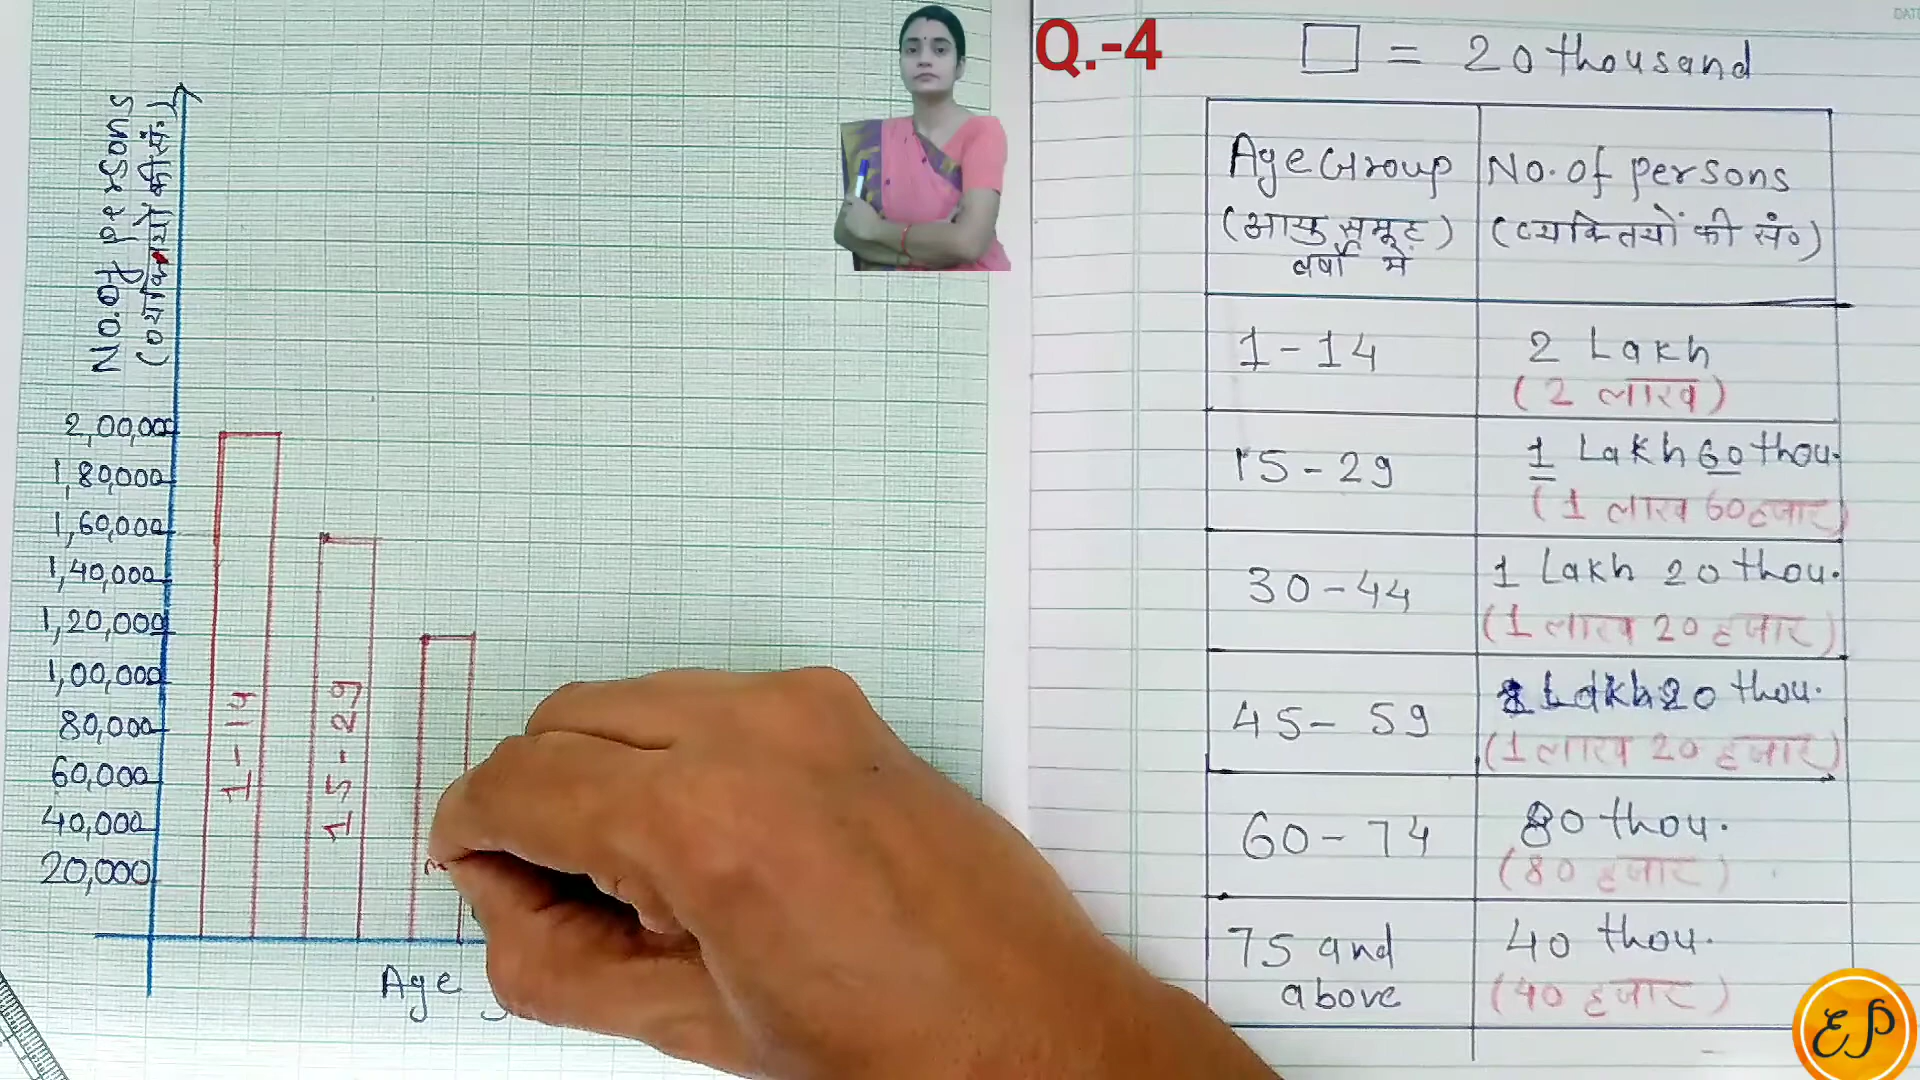 No. of persons
(व्यक्तियों की सं.)
2,00,000
1,80,000
1,60,000
1,40,000
1,20,000
1,00,000
80,000
60,000
40,000
20,000
1-14
15-29
Age
Q.-4
□ = 20 thousand
Age Group
(आयु समूह)
वर्षों में
No. of persons
(व्यक्तियों की सं०)
1-14
2 Lakh
(2 लाख)
15-29
1 Lakh 60 thou.
(1 लाख 60 हजार)
30-44
1 Lakh 20 thou.
(1 लाख 20 हजार)
45-59
1 Lakh 20 thou.
(1 लाख 20 हजार)
60-74
80 thou.
(80 हजार)
75 and
above
40 thou.
(40 हजार)
EP